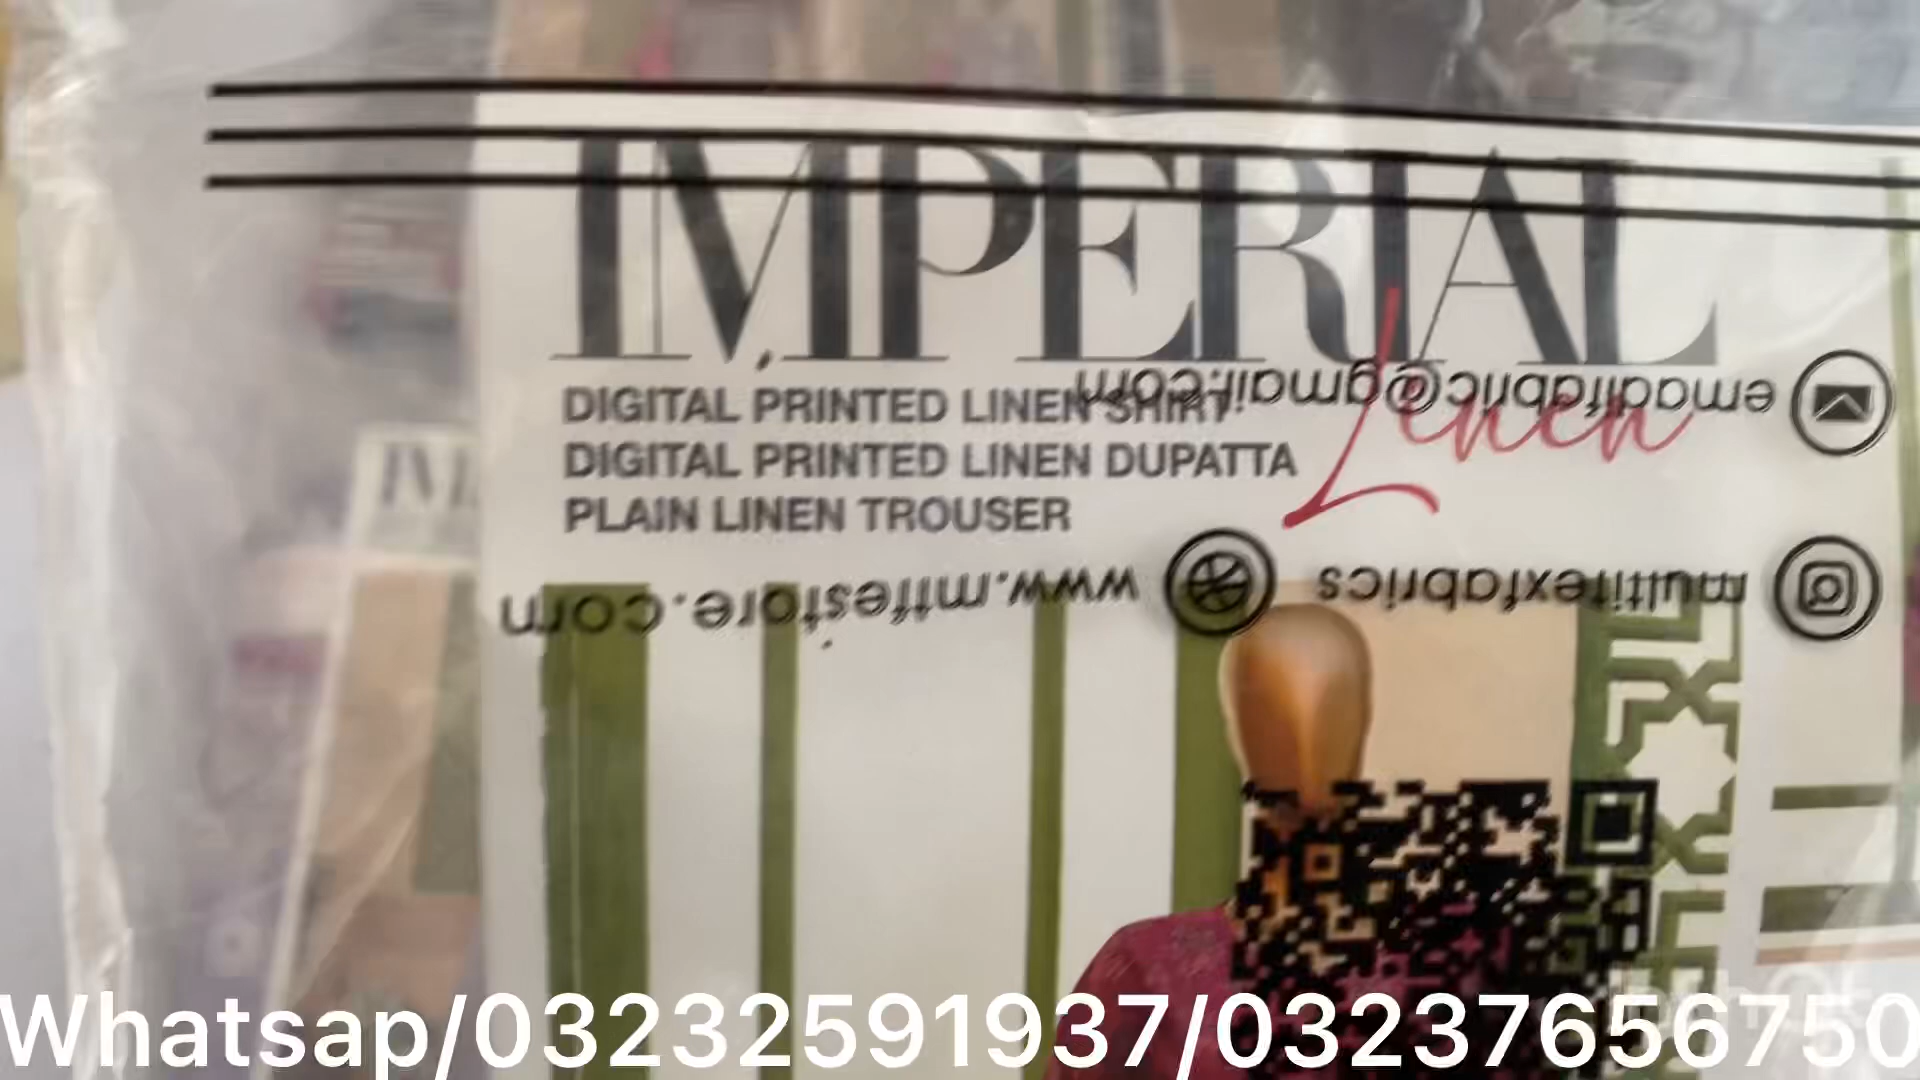 IMPERIAL
Linen
DIGITAL PRINTED LINEN SHIRT
DIGITAL PRINTED LINEN DUPATTA
PLAIN LINEN TROUSER
emadifabric@gmail.com
multitexfabrics
www.mtfestore.com
Whatsap/03232591937/03237656750